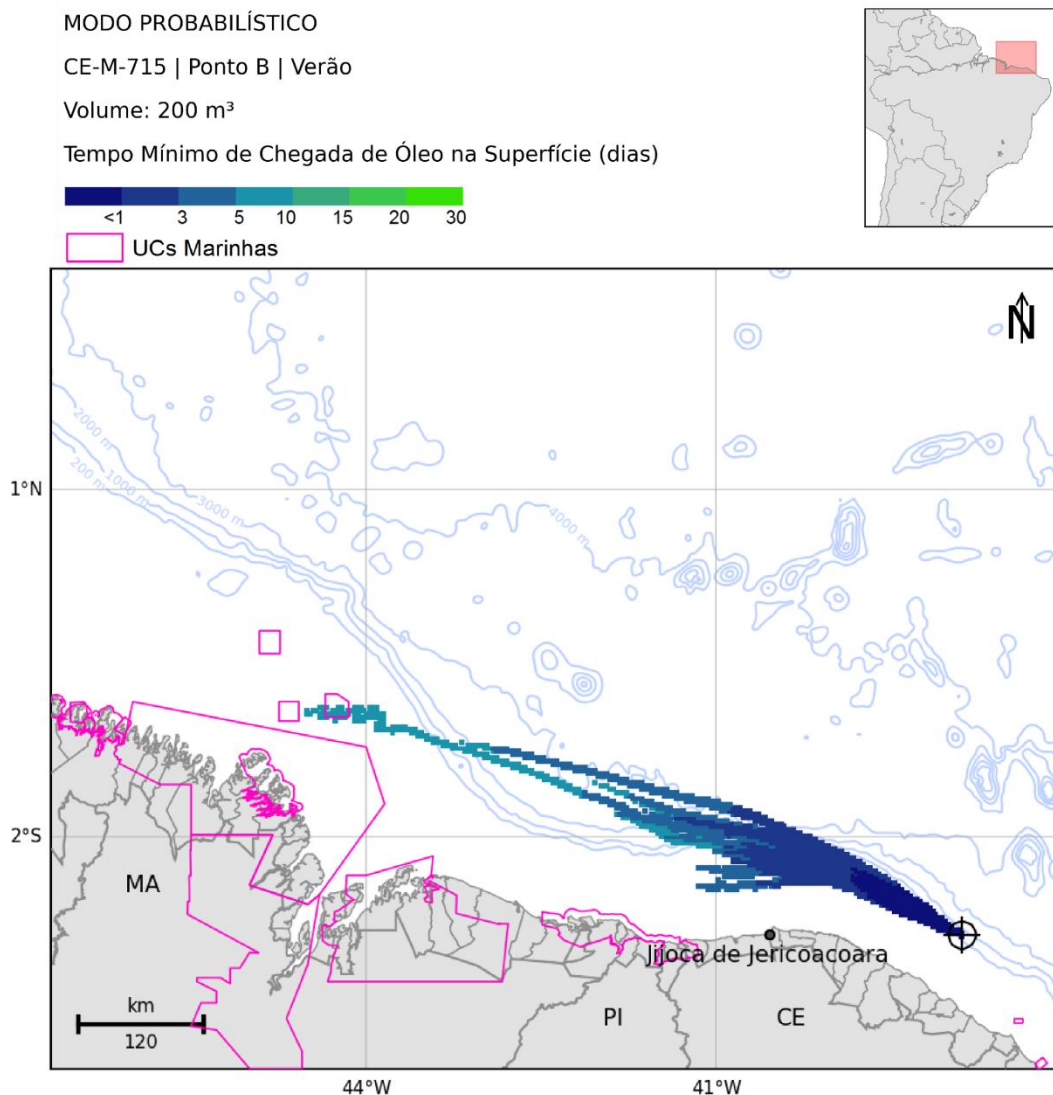 MODO PROBABILÍSTICO
CE-M-715 | Ponto B | Verão
Volume: 200 m³
Tempo Mínimo de Chegada de Óleo na Superfície (dias)
<1 3 5 10 15 20 30
UCs Marinhas
N
2000 m
200 m
1000 m
3000 m
4000 m
1°N
2°S
MA
Jijoca de Jericoacoara
km
120
PI
CE
44°W 41°W